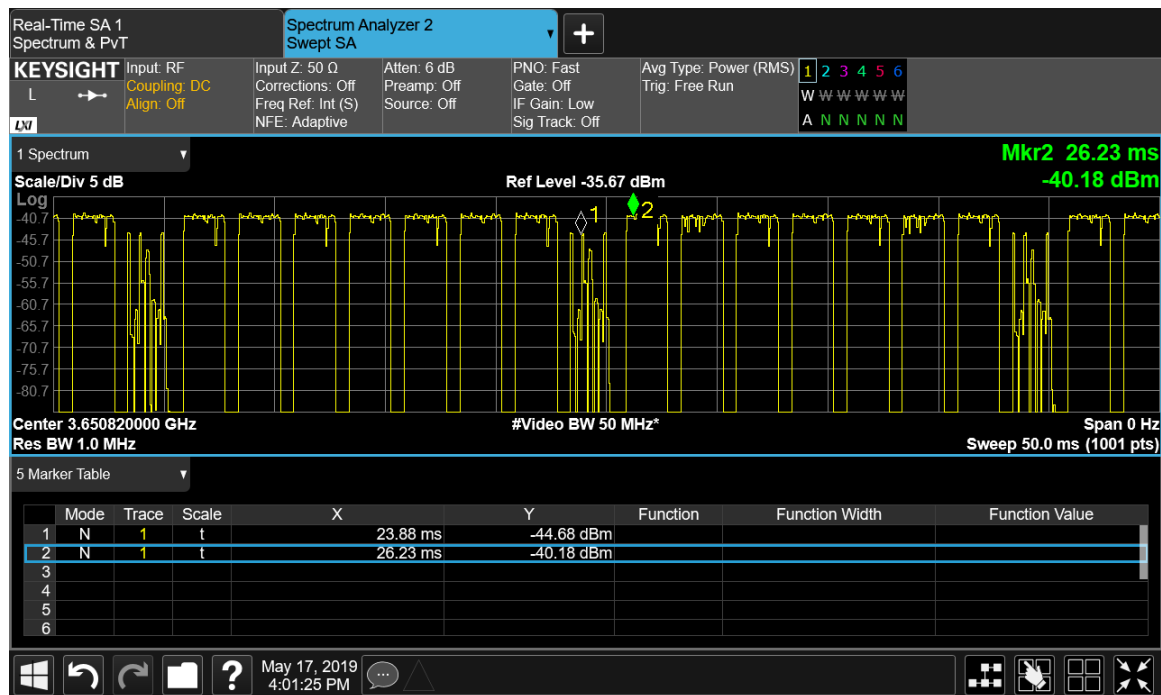 Real-Time SA 1
Spectrum & PvT
Spectrum Analyzer 2
Swept SA
KEYSIGHT
L
LXI
Input: RF
Coupling: DC
Align: Off
Input Z: 50 Ω
Corrections: Off
Freq Ref: Int (S)
NFE: Adaptive
Atten: 6 dB
Preamp: Off
Source: Off
PNO: Fast
Gate: Off
IF Gain: Low
Sig Track: Off
Avg Type: Power (RMS)
Trig: Free Run
1 2 3 4 5 6
W W W W W W
A N N N N N
1 Spectrum
Mkr2 26.23 ms
-40.18 dBm
Scale/Div 5 dB
Ref Level -35.67 dBm
Log
-40.7
-45.7
-50.7
-55.7
-60.7
-65.7
-70.7
-75.7
-80.7
1
2
Center 3.650820000 GHz
#Video BW 50 MHz*
Span 0 Hz
Res BW 1.0 MHz
Sweep 50.0 ms (1001 pts)
5 Marker Table
Mode Trace Scale X Y Function Function Width Function Value
1 N 1 t 23.88 ms -44.68 dBm
2 N 1 t 26.23 ms -40.18 dBm
3
4
5
6
?
May 17, 2019
4:01:25 PM